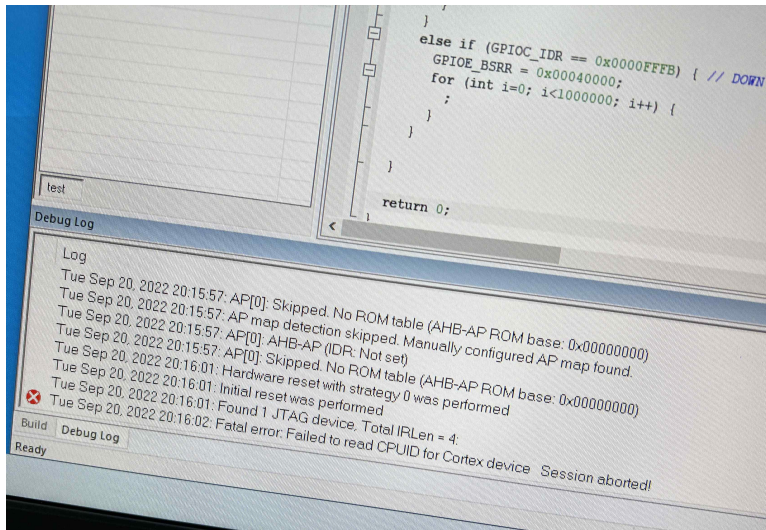 }
}
else if (GPIOC_IDR == 0x0000FFFB) { // DOWN
GPIOE_BSRR = 0x00040000;
for (int i=0; i<1000000; i++) {
;
}
}
}
return 0;
}
test
Debug Log
Log
Tue Sep 20, 2022 20:15:57: AP[0]: Skipped. No ROM table (AHB-AP ROM base: 0x00000000)
Tue Sep 20, 2022 20:15:57: AP map detection skipped. Manually configured AP map found.
Tue Sep 20, 2022 20:15:57: AP[0]: AHB-AP (IDR: Not set)
Tue Sep 20, 2022 20:15:57: AP[0]: Skipped. No ROM table (AHB-AP ROM base: 0x00000000)
Tue Sep 20, 2022 20:16:01: Hardware reset with strategy 0 was performed
Tue Sep 20, 2022 20:16:01: Initial reset was performed
Tue Sep 20, 2022 20:16:01: Found 1 JTAG device, Total IRLen = 4:
Tue Sep 20, 2022 20:16:02: Fatal error: Failed to read CPUID for Cortex device Session aborted!
Build Debug Log
Ready